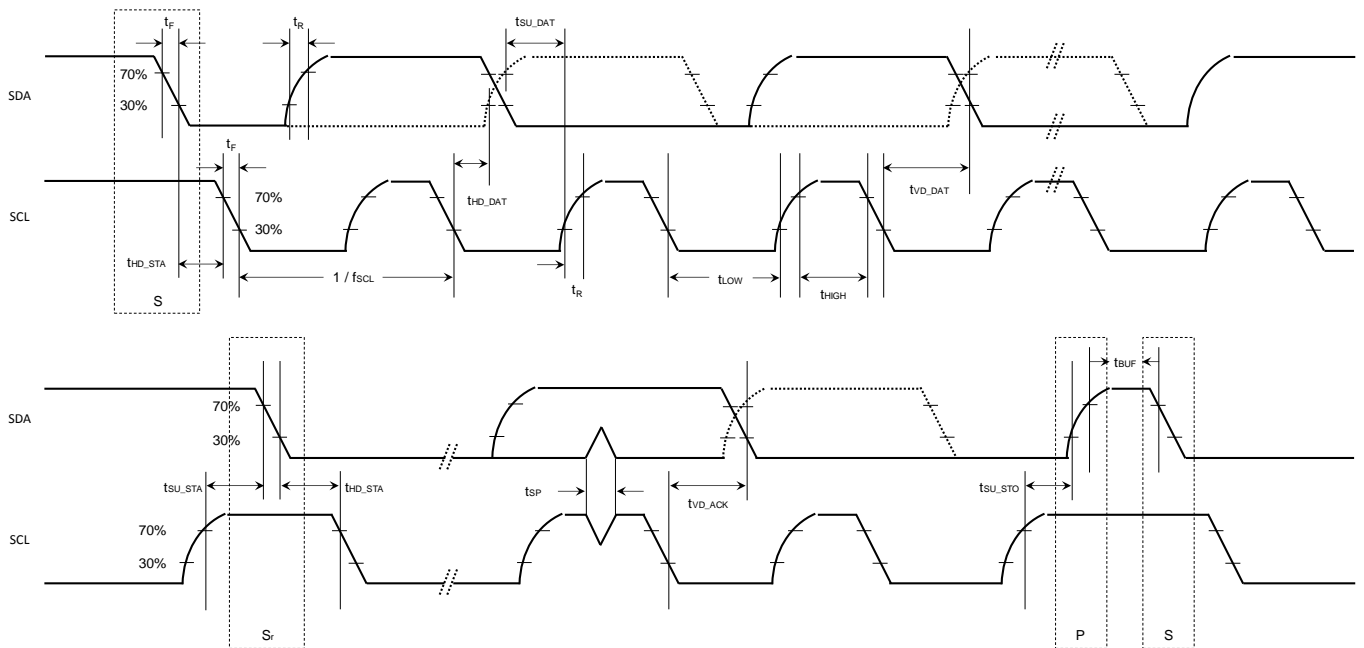 tF
tR
tSU_DAT
SDA
70%
30%
tF
tHD_DAT
tVD_DAT
SCL
70%
30%
tHD_STA
1 / fSCL
tR
tLOW
tHIGH
S
tBUF
SDA
70%
30%
tSU_STA
tHD_STA
tSP
tVD_ACK
tSU_STO
SCL
70%
30%
Sr
P
S